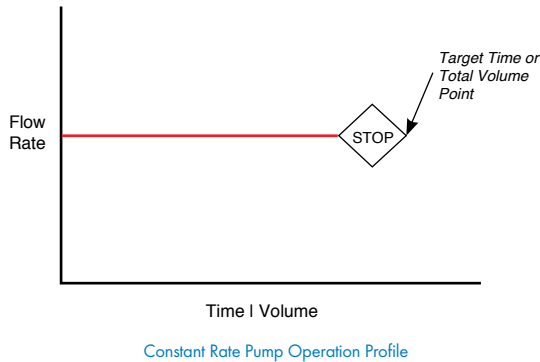 Target Time or
Total Volume
Point
Flow
Rate
STOP
Time | Volume
Constant Rate Pump Operation Profile